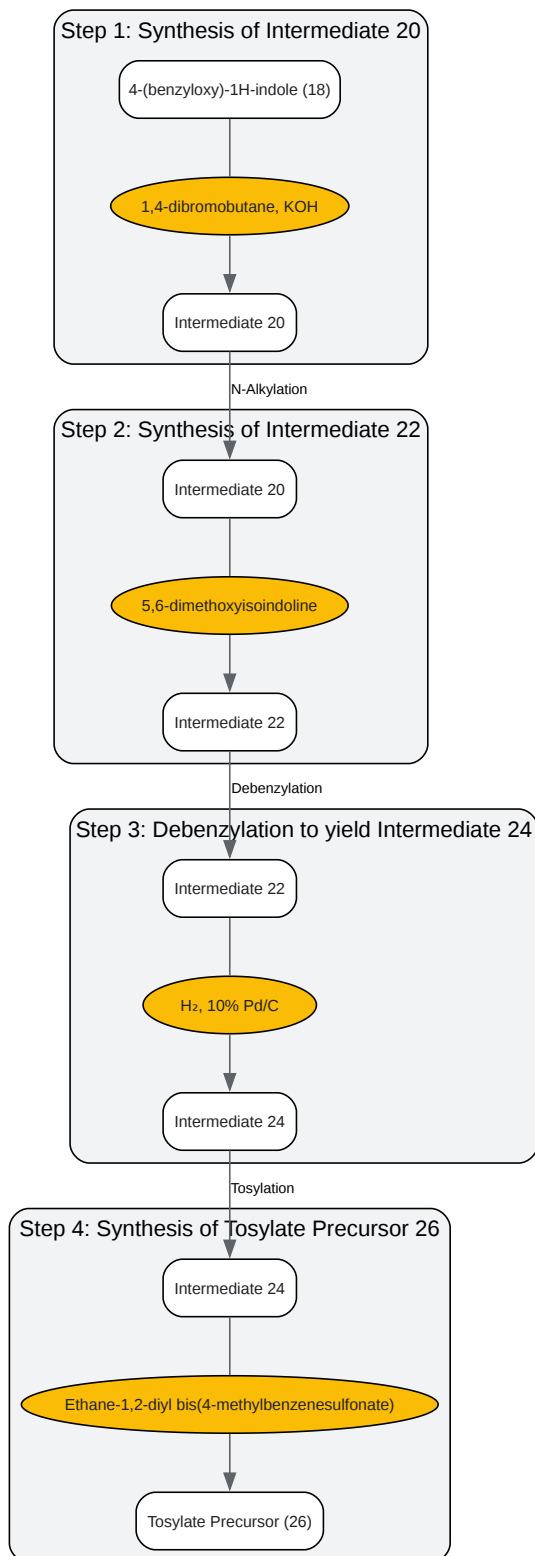 Step 1: Synthesis of Intermediate 20
4-(benzyloxy)-1H-indole (18)
1,4-dibromobutane, KOH
Intermediate 20
N-Alkylation
Step 2: Synthesis of Intermediate 22
Intermediate 20
5,6-dimethoxyisoindoline
Intermediate 22
Debenzylation
Step 3: Debenzylation to yield Intermediate 24
Intermediate 22
H₂, 10% Pd/C
Intermediate 24
Tosylation
Step 4: Synthesis of Tosylate Precursor 26
Intermediate 24
Ethane-1,2-diyl bis(4-methylbenzenesulfonate)
Tosylate Precursor (26)